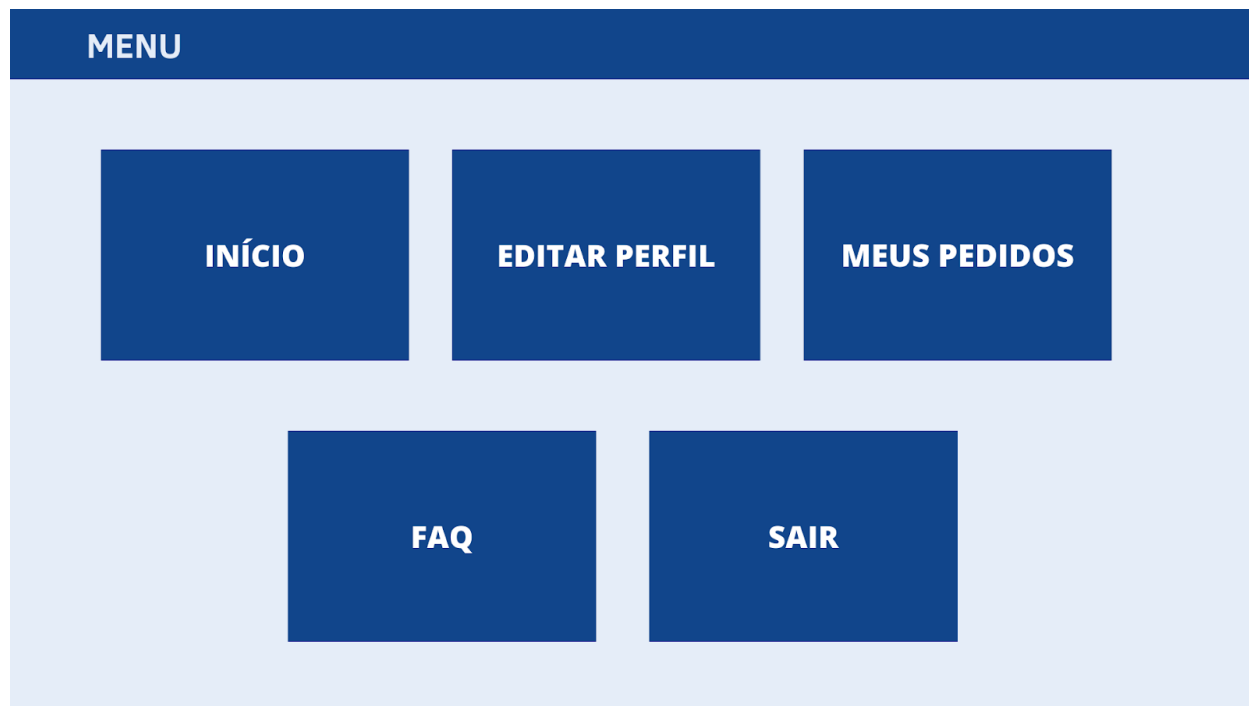 MENU
INÍCIO
EDITAR PERFIL
MEUS PEDIDOS
FAQ
SAIR